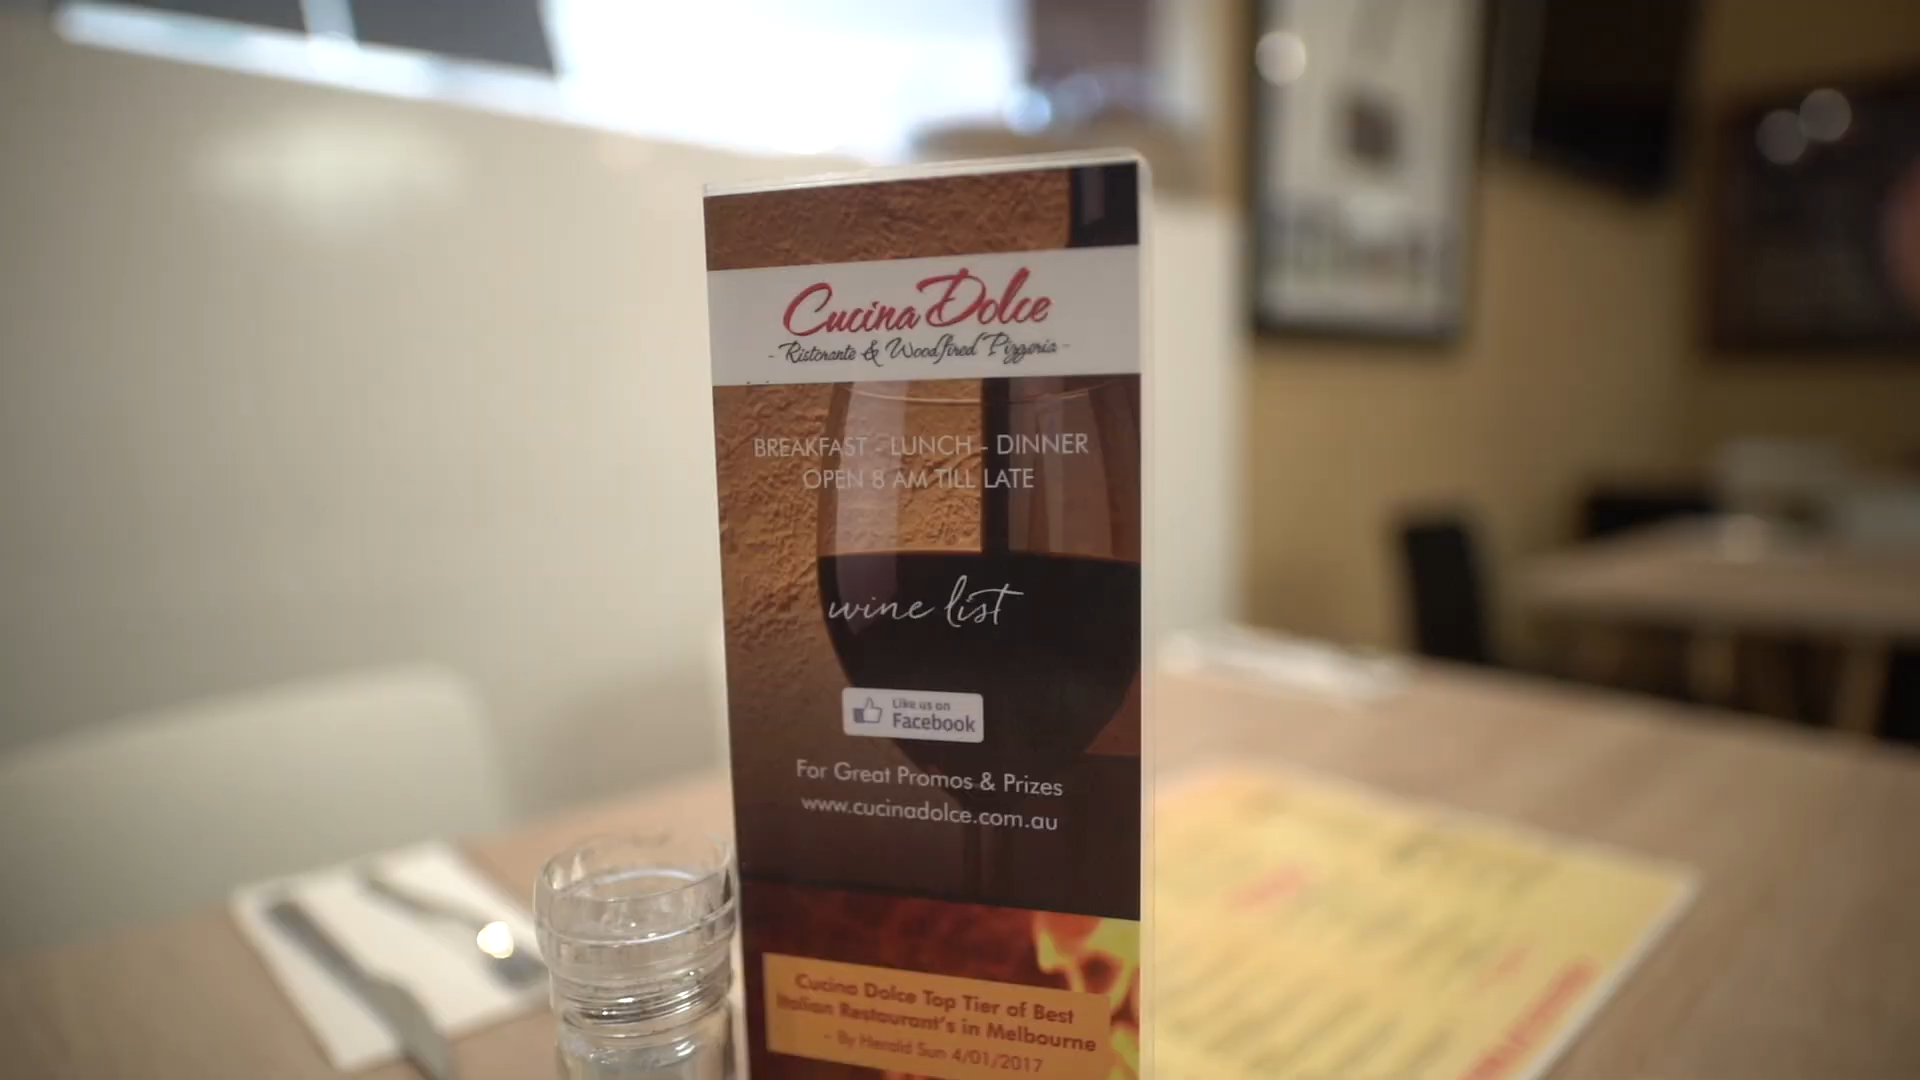 Cucina Dolce
- Ristorante & Woodfired Pizzeria -
BREAKFAST - LUNCH - DINNER
OPEN 8 AM TILL LATE
wine list
Like us on
Facebook
For Great Promos & Prizes
www.cucinadolce.com.au
Cucina Dolce Top Tier of Best
Italian Restaurant's in Melbourne
- By Herald Sun 4/01/2017